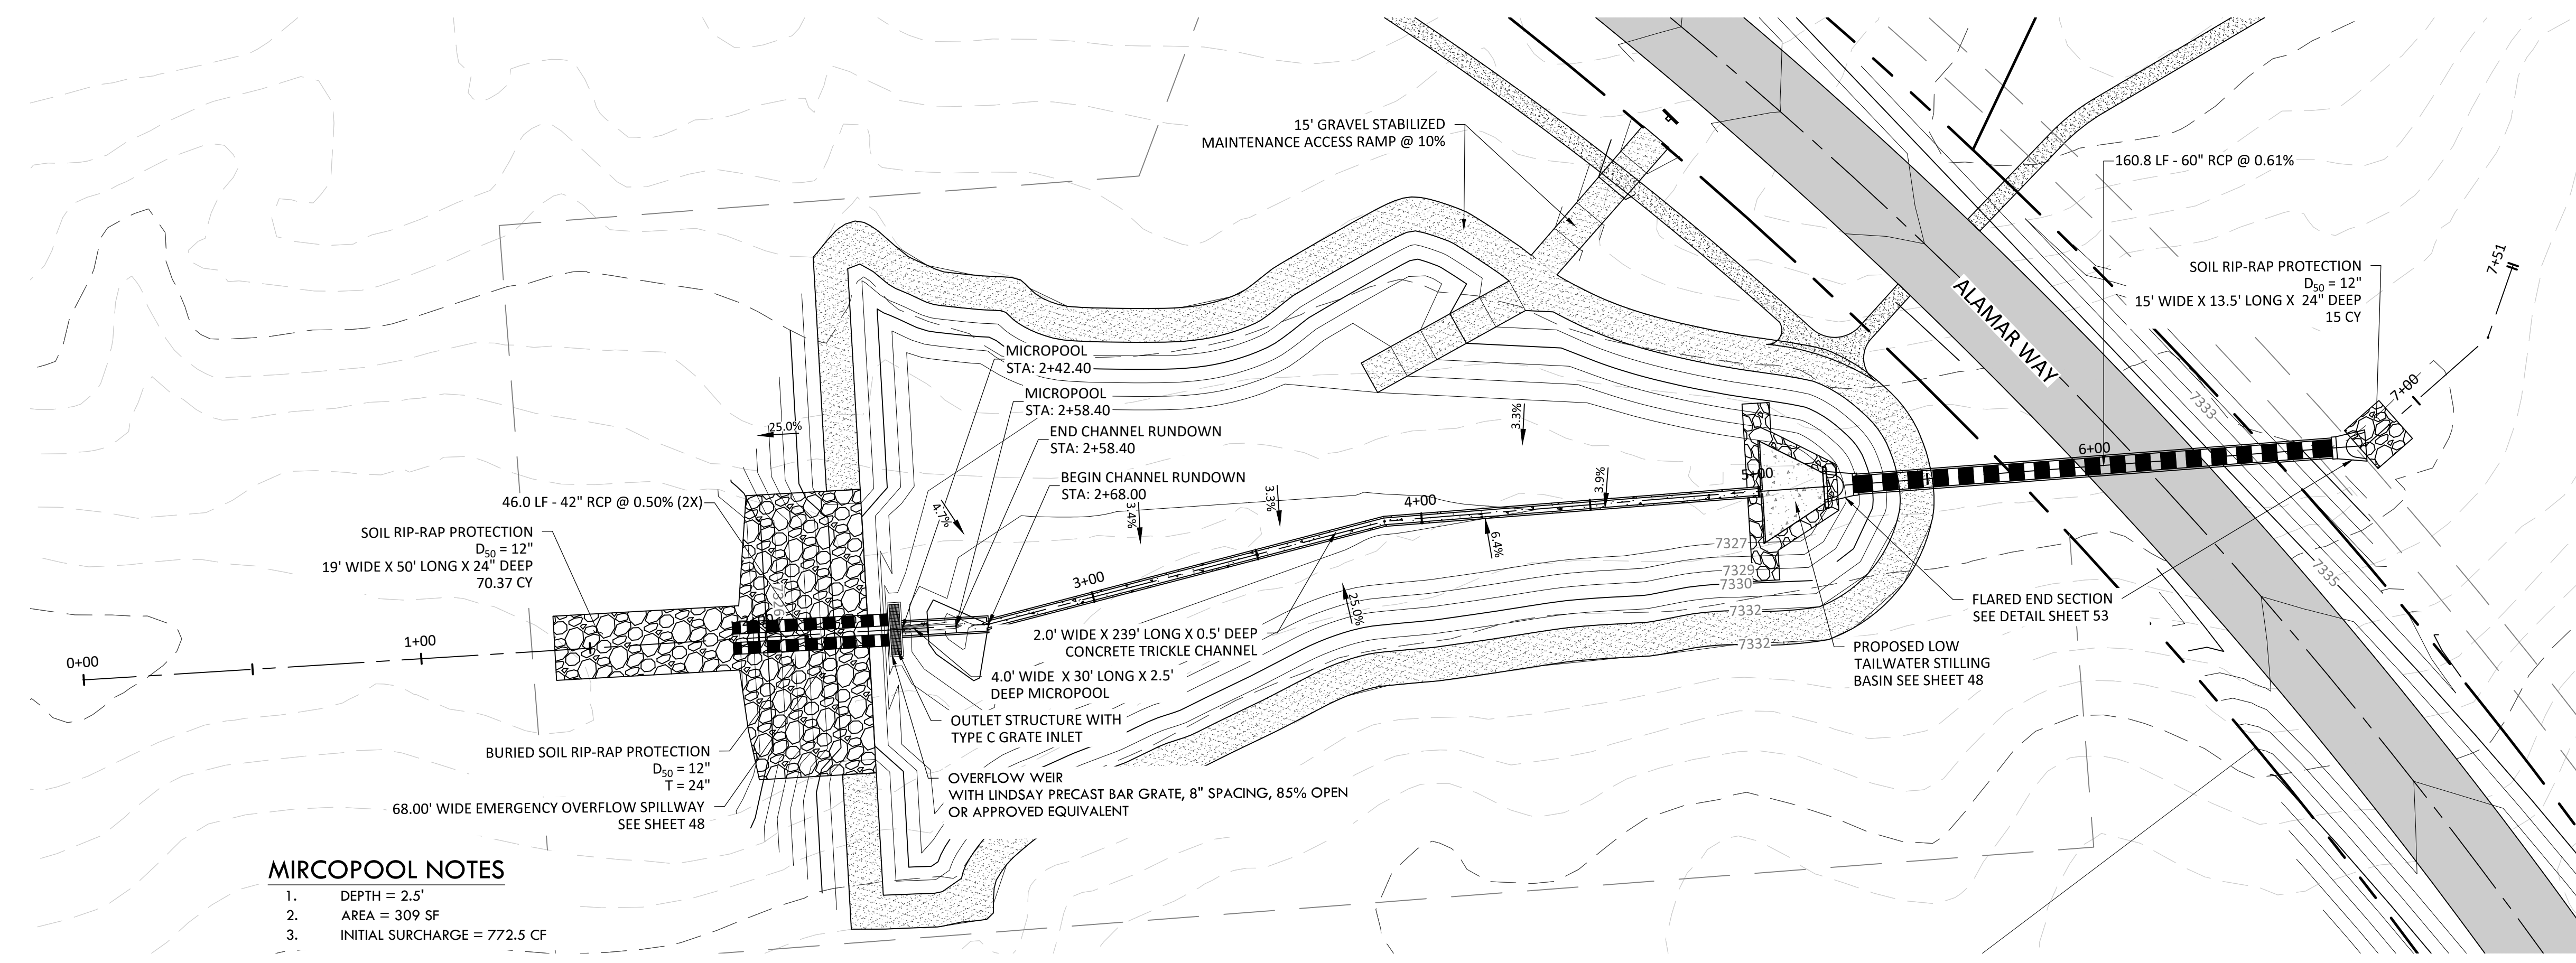 15' GRAVEL STABILIZED
MAINTENANCE ACCESS RAMP @ 10%
160.8 LF - 60" RCP @ 0.61%
7+51
SOIL RIP-RAP PROTECTION
D50 = 12"
15' WIDE X 13.5' LONG X 24" DEEP
15 CY
ALAMAR WAY
MICROPOOL
STA: 2+42.40
7+00
MICROPOOL
STA: 2+58.40
7333
3.3%
25.0%
END CHANNEL RUNDOWN
STA: 2+58.40
6+00
BEGIN CHANNEL RUNDOWN
STA: 2+68.00
5+00
3.9%
3.3%
4+00
46.0 LF - 42" RCP @ 0.50% (2X)
4.7%
3.4%
SOIL RIP-RAP PROTECTION
D50 = 12"
19' WIDE X 50' LONG X 24" DEEP
70.37 CY
6.4%
7327
7329
7330
7335
3+00
25.0%
7332
FLARED END SECTION
SEE DETAIL SHEET 53
2.0' WIDE X 239' LONG X 0.5' DEEP
CONCRETE TRICKLE CHANNEL
7332
1+00
0+00
PROPOSED LOW
TAILWATER STILLING
BASIN SEE SHEET 48
4.0' WIDE X 30' LONG X 2.5'
DEEP MICROPOOL
OUTLET STRUCTURE WITH
TYPE C GRATE INLET
BURIED SOIL RIP-RAP PROTECTION
D50 = 12"
T = 24"
OVERFLOW WEIR
WITH LINDSAY PRECAST BAR GRATE, 8" SPACING, 85% OPEN
OR APPROVED EQUIVALENT
68.00' WIDE EMERGENCY OVERFLOW SPILLWAY
SEE SHEET 48
MIRCOPOOL NOTES
1. DEPTH = 2.5'
2. AREA = 309 SF
3. INITIAL SURCHARGE = 772.5 CF